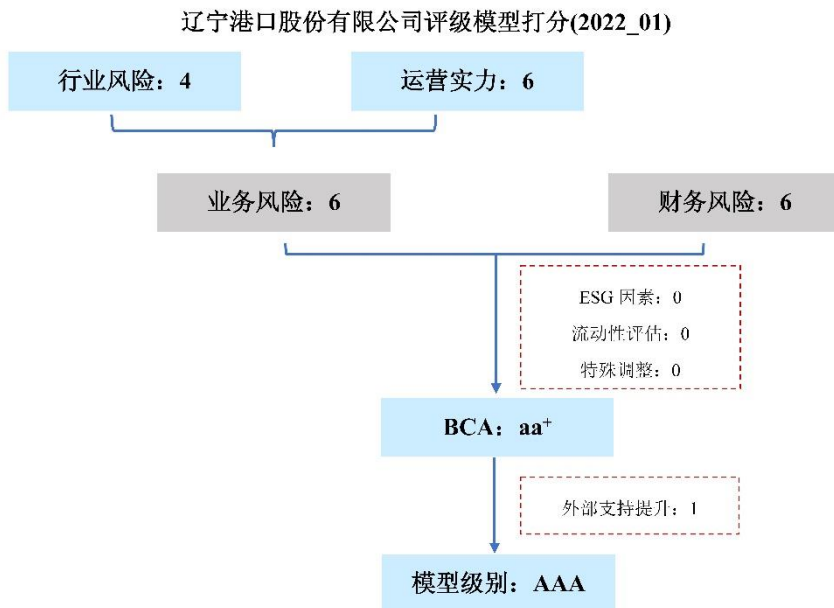 辽宁港口股份有限公司评级模型打分(2022_01)
行业风险：4
运营实力：6
业务风险：6
财务风险：6
ESG 因素：0
流动性评估：0
特殊调整：0
BCA：aa⁺
外部支持提升：1
模型级别：AAA